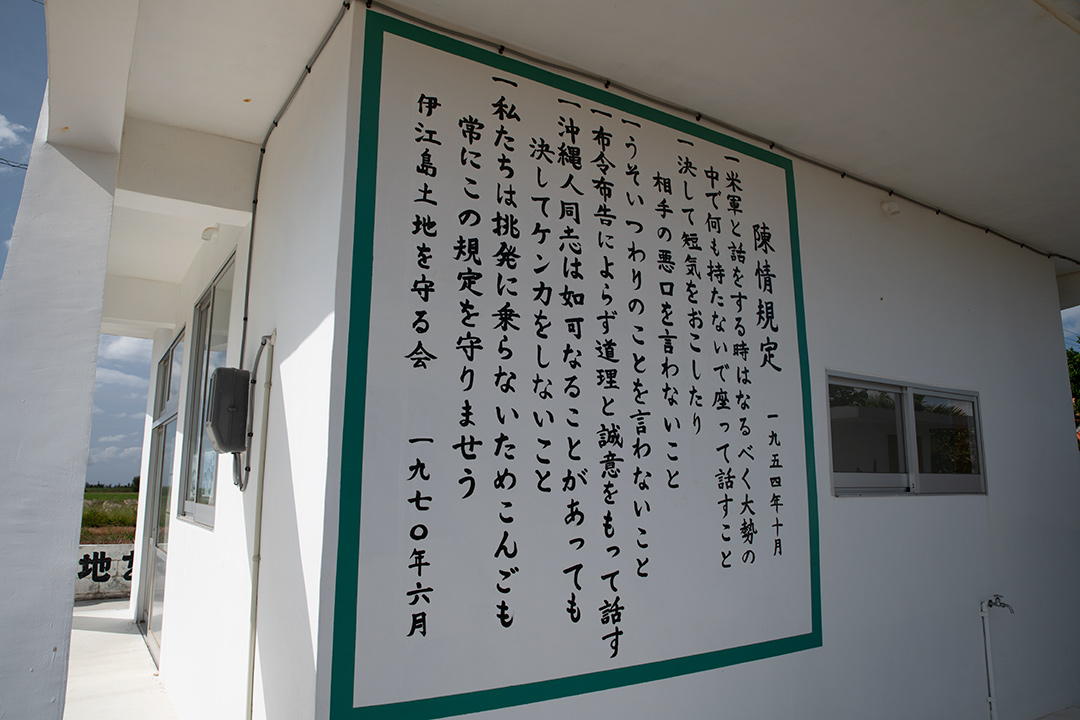 陳情規定 一九五四年十月
一米軍と話をする時はなるべく大勢の
中で何も持たないで座って話すこと
一決して短気をおこしたり
相手の悪口を言わないこと
一うそいつわりのことを言わないこと
一布令布告によらず道理と誠意をもって話す
一沖縄人同志は如何なることがあっても
決してケンカをしないこと
一私たちは挑発に乗らないためこんごも
常にこの規定を守りませう
伊江島土地を守る会 一九七〇年六月
地を